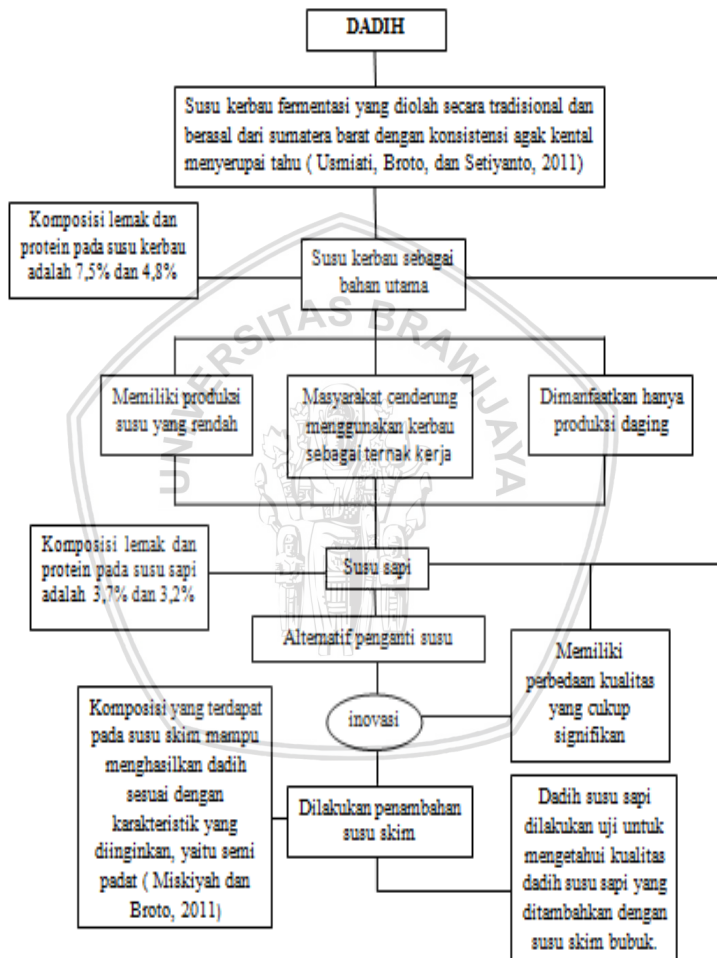 DADIH
Susu kerbau fermentasi yang diolah secara tradisional dan
berasal dari sumatera barat dengan konsistensi agak kental
menyerupai tahu ( Usmiati, Broto, dan Setiyanto, 2011)
Komposisi lemak dan
protein pada susu kerbau
adalah 7,5% dan 4,8%
Susu kerbau sebagai
bahan utama
UNIVERSITAS BRAWIJAYA
Memiliki produksi
susu yang rendah
Masyarakat cenderung
menggunakan kerbau
sebagai ternak kerja
Dimanfaatkan hanya
produksi daging
Komposisi lemak dan
protein pada susu sapi
adalah 3,7% dan 3,2%
Susu sapi
Alternatif penganti susu
Memiliki
perbedaan kualitas
yang cukup
signifikan
inovasi
Komposisi yang terdapat
pada susu skim mampu
menghasilkan dadih
sesuai dengan
karakteristik yang
diinginkan, yaitu semi
padat ( Miskiyah dan
Broto, 2011)
Dilakukan penambahan
susu skim
Dadih susu sapi
dilakukan uji untuk
mengetahui kualitas
dadih susu sapi yang
ditambahkan dengan
susu skim bubuk.